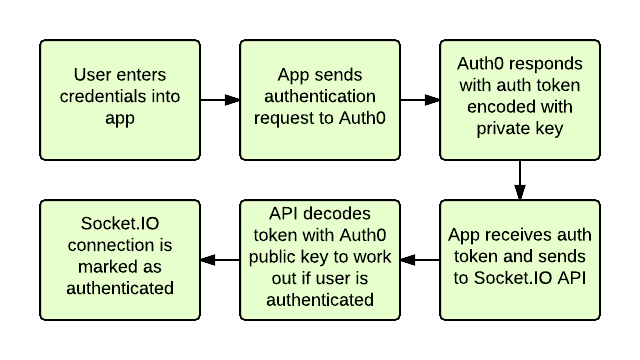 User enters
credentials into
app
App sends
authentication
request to Auth0
Auth0 responds
with auth token
encoded with
private key
App receives auth
token and sends
to Socket.IO API
API decodes
token with Auth0
public key to work
out if user is
authenticated
Socket.IO
connection is
marked as
authenticated